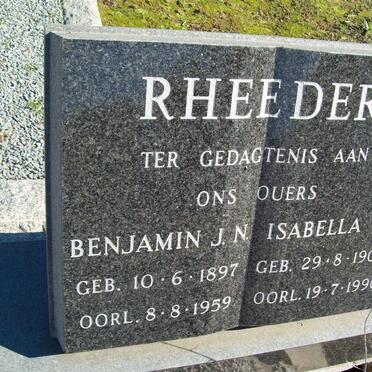 RHEEDER
TER GEDAGTENIS AAN
ONS OUERS
BENJAMIN J. N. ISABELLA
GEB. 10·6·1897 GEB. 29·8·190
OORL. 8·8·1959 OORL. 19·7·199